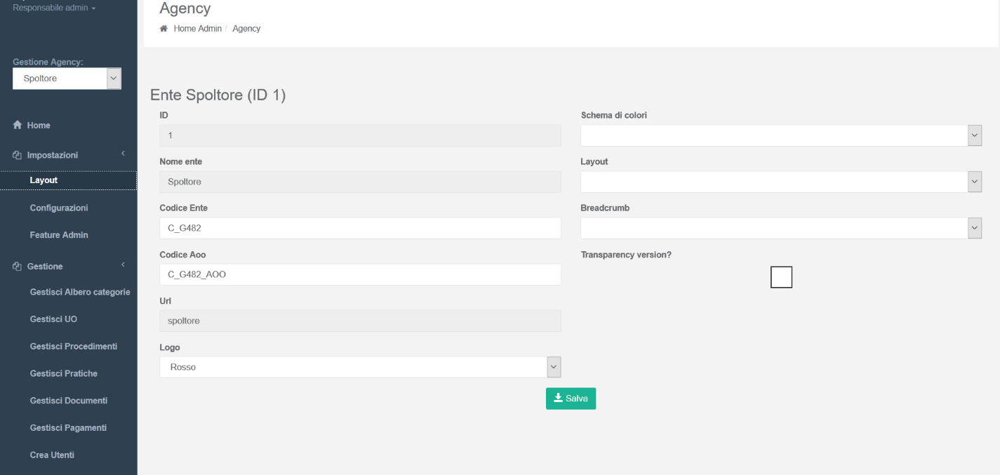 Responsabile admin
Gestione Agency:
Spoltore
Home
Impostazioni
Layout
Configurazioni
Feature Admin
Gestione
Gestisci Albero categorie
Gestisci UO
Gestisci Procedimenti
Gestisci Pratiche
Gestisci Documenti
Gestisci Pagamenti
Crea Utenti
Agency
Home Admin / Agency
Ente Spoltore (ID 1)
ID
1
Nome ente
Spoltore
Codice Ente
C_G482
Codice Aoo
C_G482_AOO
Url
spoltore
Logo
Rosso
Schema di colori
Layout
Breadcrumb
Transparency version?
Salva